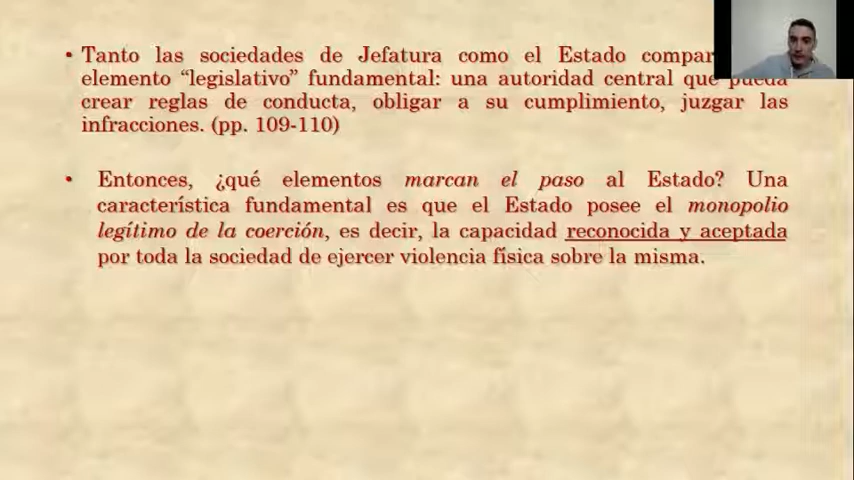 • Tanto las sociedades de Jefatura como el Estado
elemento “legislativo” fundamental: una autoridad central que pueda
crear reglas de conducta, obligar a su cumplimiento, juzgar las
infracciones. (pp. 109-110)
• Entonces, ¿qué elementos marcan el paso al Estado? Una
característica fundamental es que el Estado posee el monopolio
legítimo de la coerción, es decir, la capacidad reconocida y aceptada
por toda la sociedad de ejercer violencia física sobre la misma.